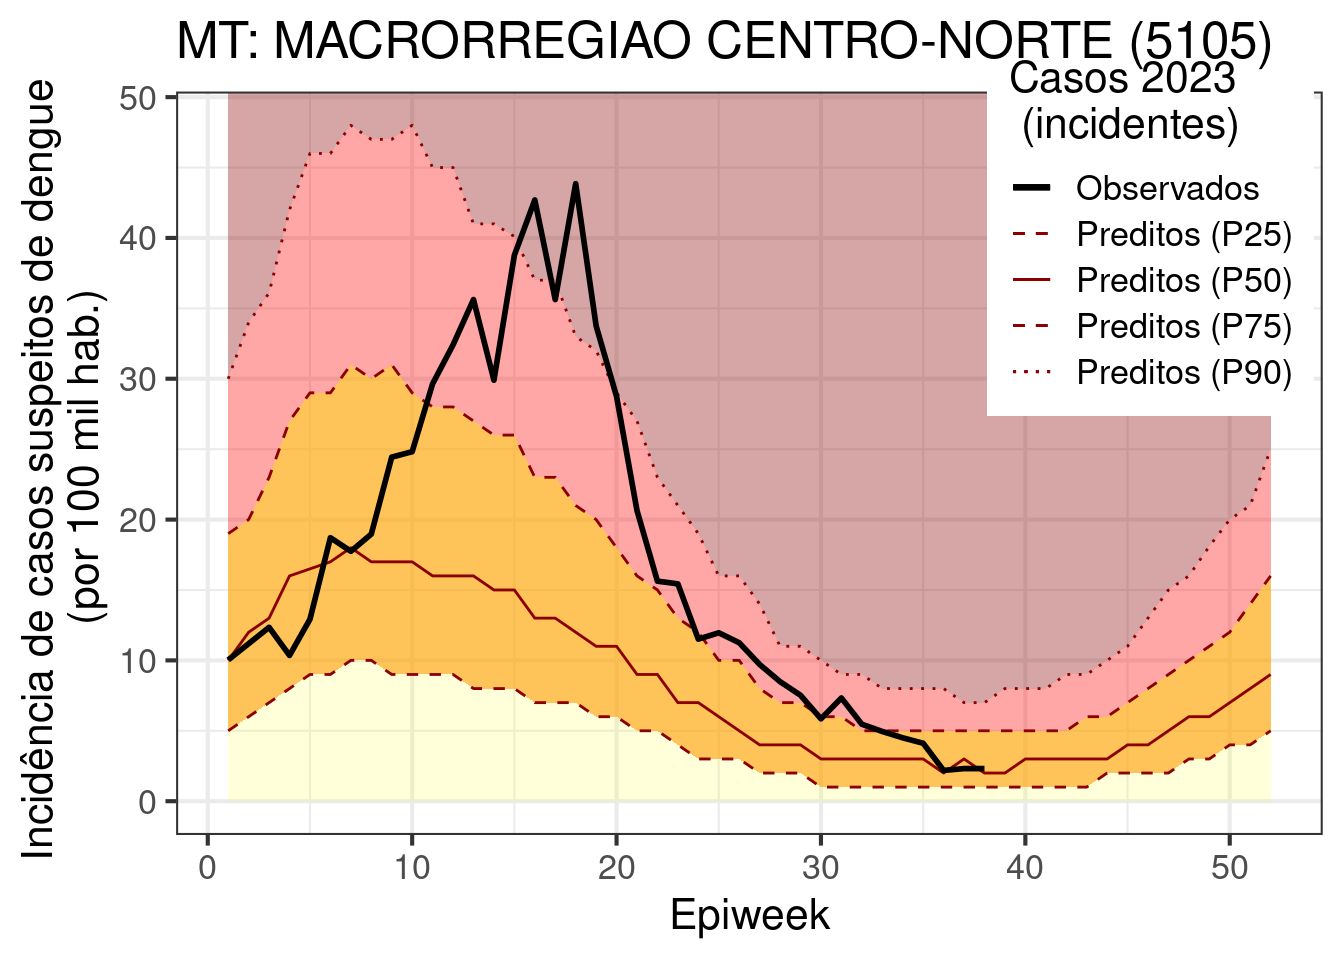 MT: MACRORREGIAO CENTRO-NORTE (5105)
Casos 2023
(incidentes)
Observados
Preditos (P25)
Preditos (P50)
Preditos (P75)
Preditos (P90)
Incidência de casos suspeitos de dengue
(por 100 mil hab.)
50
40
30
20
10
0
0 10 20 30 40 50
Epiweek